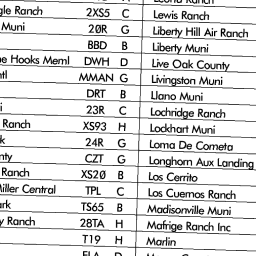 gle Ranch 2XS5 C Lewis Ranch
Muni 20R G Liberty Hill Air Ranch
BBD B Liberty Muni
e Hooks Meml DWH D Live Oak County
ntl MMAN G Livingston Muni
DRT B Llano Muni
i 23R C Lochridge Ranch
Ranch XS93 H Lockhart Muni
k 24R G Loma De Cometa
nty CZT G Longhorn Aux Landing
Ranch XS20 B Los Cerrito
Miller Central TPL C Los Cuernos Ranch
ark TS65 B Madisonville Muni
y Ranch 28TA H Mafrige Ranch Inc
T19 H Marlin